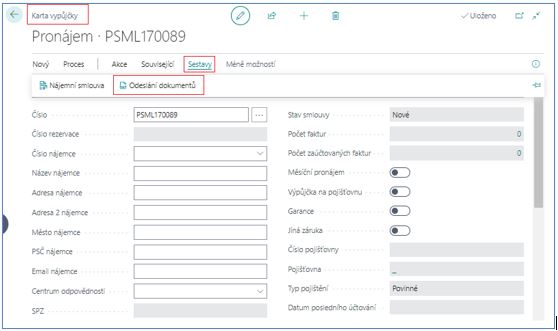 Karta vypůjčky
Uloženo
Pronájem · PSML170089
Nový Proces Akce Související Sestavy Méně možností
Nájemní smlouva Odeslání dokumentů
Číslo PSML170089 ...
Číslo rezervace
Číslo nájemce
Název nájemce
Adresa nájemce
Adresa 2 nájemce
Město nájemce
PSČ nájemce
Email nájemce
Centrum odpovědnosti
SPZ
Stav smlouvy Nové
Počet faktur 0
Počet zaúčtovaných faktur 0
Měsíční pronájem
Výpůjčka na pojišťovnu
Garance
Jiná záruka
Číslo pojišťovny
Pojišťovna _
Typ pojištění Povinné
Datum posledního účtování